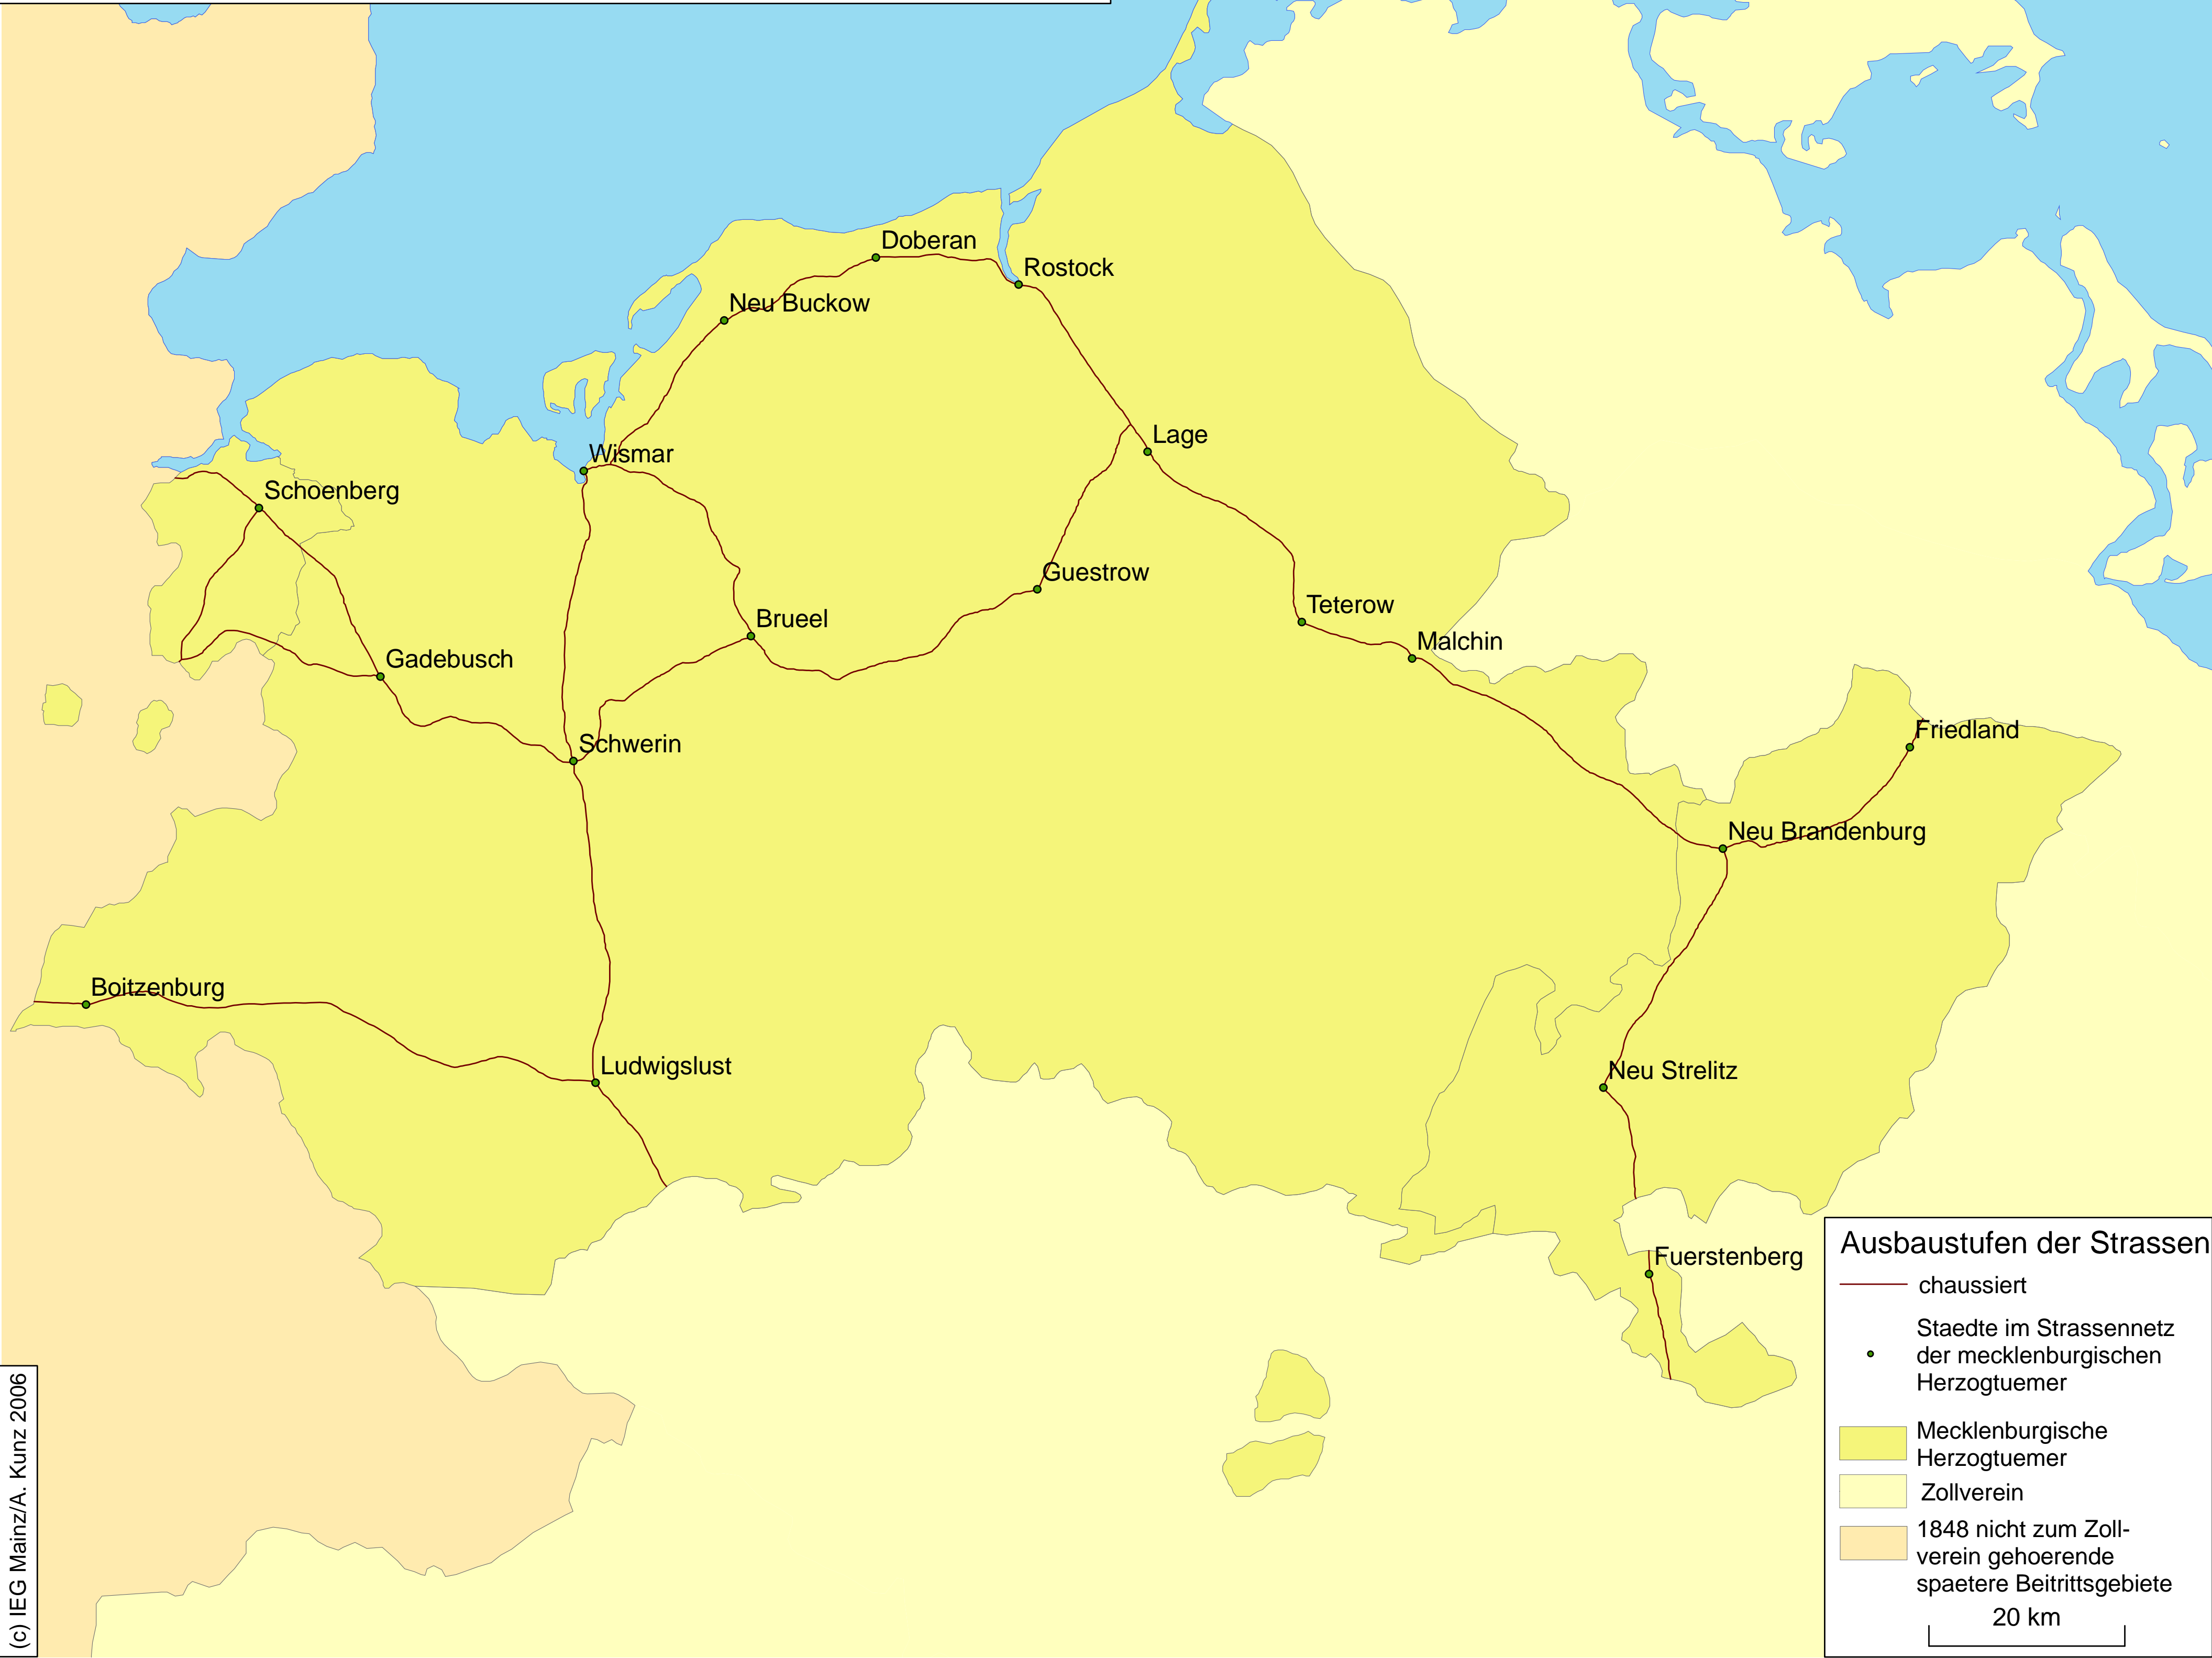 Doberan
Rostock
Neu Buckow
Lage
Wismar
Schoenberg
Guestrow
Teterow
Brueel
Malchin
Gadebusch
Friedland
Schwerin
Neu Brandenburg
Boitzenburg
Ludwigslust
Neu Strelitz
Fuerstenberg
Ausbaustufen der Strassen
chaussiert
Staedte im Strassennetz
der mecklenburgischen
Herzogtuemer
Mecklenburgische
Herzogtuemer
Zollverein
1848 nicht zum Zoll-
verein gehoerende
spaetere Beitrittsgebiete
20 km
(c) IEG Mainz/A. Kunz 2006